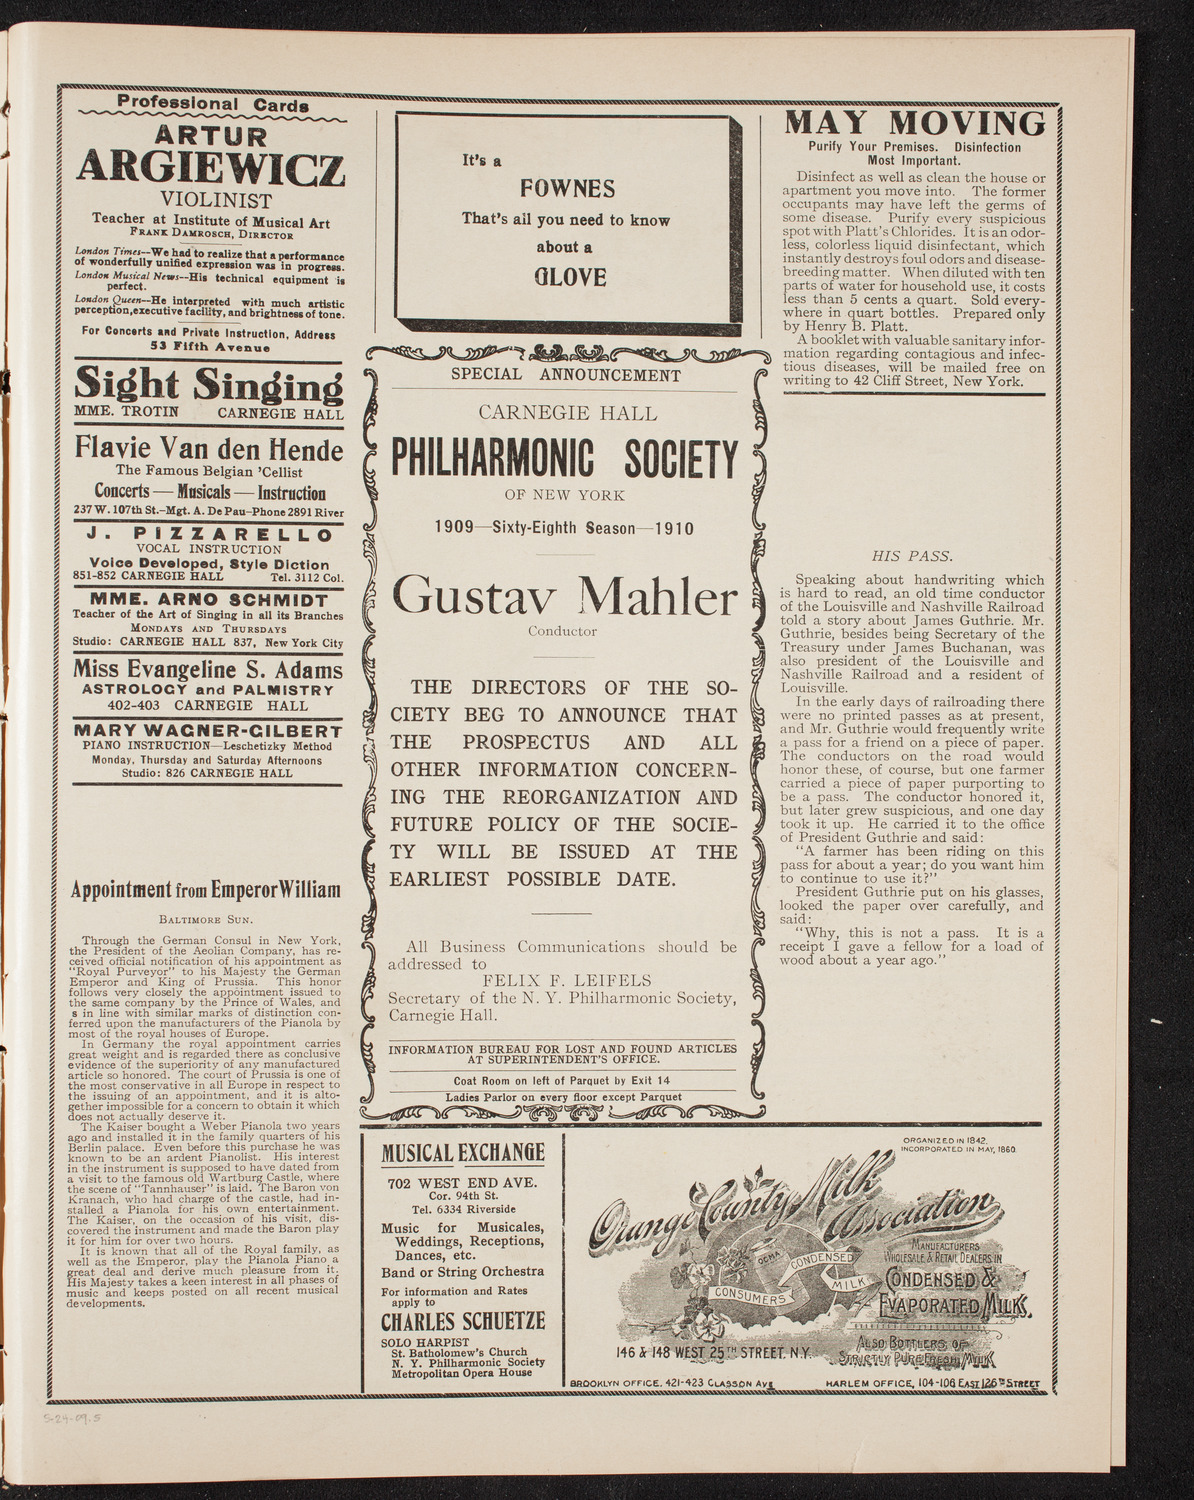 Professional Cards
ARTUR
ARGIEWICZ
VIOLINIST
Teacher at Institute of Musical Art
FRANK DAMROSCH, DIRECTOR
London Times--We had to realize that a performance
of wonderfully unified expression was in progress.
London Musical News--His technical equipment is
perfect.
London Queen--He interpreted with much artistic
perception,executive facility, and brightness of tone.
For Concerts and Private Instruction, Address
53 Fifth Avenue
Sight Singing
MME. TROTIN CARNEGIE HALL
Flavie Van den Hende
The Famous Belgian 'Cellist
Concerts — Musicals — Instruction
237 W. 107th St.-Mgt. A. De Pau-Phone 2891 River
J. PIZZARELLO
VOCAL INSTRUCTION
Voice Developed, Style Diction
851-852 CARNEGIE HALL Tel. 3112 Col.
MME. ARNO SCHMIDT
Teacher of the Art of Singing in all its Branches
MONDAYS AND THURSDAYS
Studio: CARNEGIE HALL 837, New York City
Miss Evangeline S. Adams
ASTROLOGY and PALMISTRY
402-403 CARNEGIE HALL
MARY WAGNER-GILBERT
PIANO INSTRUCTION—Leschetizky Method
Monday, Thursday and Saturday Afternoons
Studio: 826 CARNEGIE HALL
Appointment from Emperor William
BALTIMORE SUN.
Through the German Consul in New York,
the President of the Aeolian Company, has re-
ceived official notification of his appointment as
"Royal Purveyor" to his Majesty the German
Emperor and King of Prussia. This honor
follows very closely the appointment issued to
the same company by the Prince of Wales, and
s in line with similar marks of distinction con-
ferred upon the manufacturers of the Pianola by
most of the royal houses of Europe.
In Germany the royal appointment carries
great weight and is regarded there as conclusive
evidence of the superiority of any manufactured
article so honored. The court of Prussia is one of
the most conservative in all Europe in respect to
the issuing of an appointment, and it is alto-
gether impossible for a concern to obtain it which
does not actually deserve it.
The Kaiser bought a Weber Pianola two years
ago and installed it in the family quarters of his
Berlin palace. Even before this purchase he was
known to be an ardent Pianolist. His interest
in the instrument is supposed to have dated from
a visit to the famous old Wartburg Castle, where
the scene of "Tannhauser" is laid. The Baron von
Kranach, who had charge of the castle, had in-
stalled a Pianola for his own entertainment.
The Kaiser, on the occasion of his visit, dis-
covered the instrument and made the Baron play
it for him for over two hours.
It is known that all of the Royal family, as
well as the Emperor, play the Pianola Piano a
great deal and derive much pleasure from it.
His Majesty takes a keen interest in all phases of
music and keeps posted on all recent musical
developments.
It's a
FOWNES
That's all you need to know
about a
GLOVE
SPECIAL ANNOUNCEMENT
CARNEGIE HALL
PHILHARMONIC SOCIETY
OF NEW YORK
1909—Sixty-Eighth Season—1910
Gustav Mahler
Conductor
THE DIRECTORS OF THE SO-
CIETY BEG TO ANNOUNCE THAT
THE PROSPECTUS AND ALL
OTHER INFORMATION CONCERN-
ING THE REORGANIZATION AND
FUTURE POLICY OF THE SOCIE-
TY WILL BE ISSUED AT THE
EARLIEST POSSIBLE DATE.
All Business Communications should be
addressed to
FELIX F. LEIFELS
Secretary of the N. Y. Philharmonic Society,
Carnegie Hall.
INFORMATION BUREAU FOR LOST AND FOUND ARTICLES
AT SUPERINTENDENT'S OFFICE.
Coat Room on left of Parquet by Exit 14
Ladies Parlor on every floor except Parquet
MAY MOVING
Purify Your Premises. Disinfection
Most Important.
Disinfect as well as clean the house or
apartment you move into. The former
occupants may have left the germs of
some disease. Purify every suspicious
spot with Platt's Chlorides. It is an odor-
less, colorless liquid disinfectant, which
instantly destroys foul odors and disease-
breeding matter. When diluted with ten
parts of water for household use, it costs
less than 5 cents a quart. Sold every-
where in quart bottles. Prepared only
by Henry B. Platt.
A booklet with valuable sanitary infor-
mation regarding contagious and infec-
tious diseases, will be mailed free on
writing to 42 Cliff Street, New York.
HIS PASS.
Speaking about handwriting which
is hard to read, an old time conductor
of the Louisville and Nashville Railroad
told a story about James Guthrie. Mr.
Guthrie, besides being Secretary of the
Treasury under James Buchanan, was
also president of the Louisville and
Nashville Railroad and a resident of
Louisville.
In the early days of railroading there
were no printed passes as at present,
and Mr. Guthrie would frequently write
a pass for a friend on a piece of paper.
The conductors on the road would
honor these, of course, but one farmer
carried a piece of paper purporting to
be a pass. The conductor honored it,
but later grew suspicious, and one day
took it up. He carried it to the office
of President Guthrie and said:
"A farmer has been riding on this
pass for about a year; do you want him
to continue to use it?"
President Guthrie put on his glasses,
looked the paper over carefully, and
said:
"Why, this is not a pass. It is a
receipt I gave a fellow for a load of
wood about a year ago."
MUSICAL EXCHANGE
702 WEST END AVE.
Cor. 94th St.
Tel. 6334 Riverside
Music for Musicales,
Weddings, Receptions,
Dances, etc.
Band or String Orchestra
For information and Rates
apply to
CHARLES SCHUETZE
SOLO HARPIST
St. Batholomew's Church
N. Y. Philharmonic Society
Metropolitan Opera House
ORGANIZED IN 1842.
INCORPORATED IN MAY, 1860
Orange County Milk
Association
MANUFACTURERS
WHOLESALE & RETAIL DEALERS IN
CONDENSED &
EVAPORATED MILKS.
OCMA
CONDENSED
CONSUMERS MILK
ALSO BOTTLERS OF
STRICTLY PURE FRESH MILK
146 & 148 WEST 25TH STREET, N.Y.
BROOKLYN OFFICE, 421-423 CLASSON AVE
HARLEM OFFICE, 104-106 EAST 126TH STREET
5-24-09.5